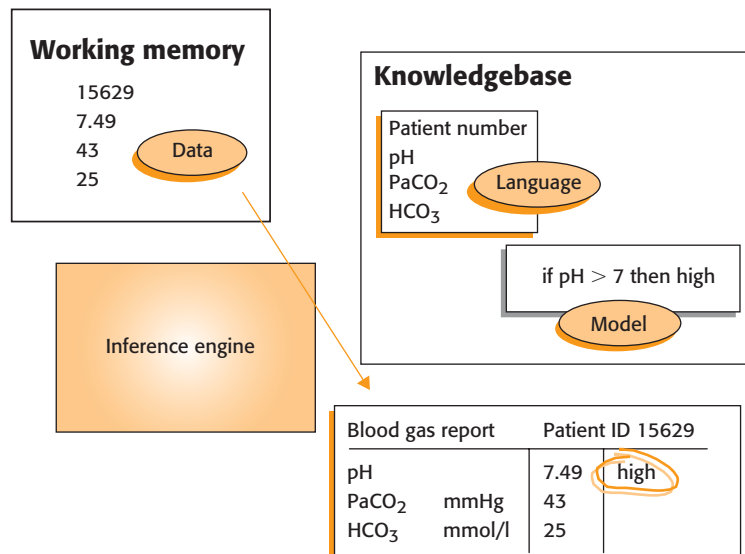 Working memory
15629
7.49
43
25
Data
Knowledgebase
Patient number
pH
PaCO₂
HCO₃
Language
if pH > 7 then high
Model
Inference engine
Blood gas report Patient ID 15629
pH 7.49 high
PaCO₂ mmHg 43
HCO₃ mmol/l 25